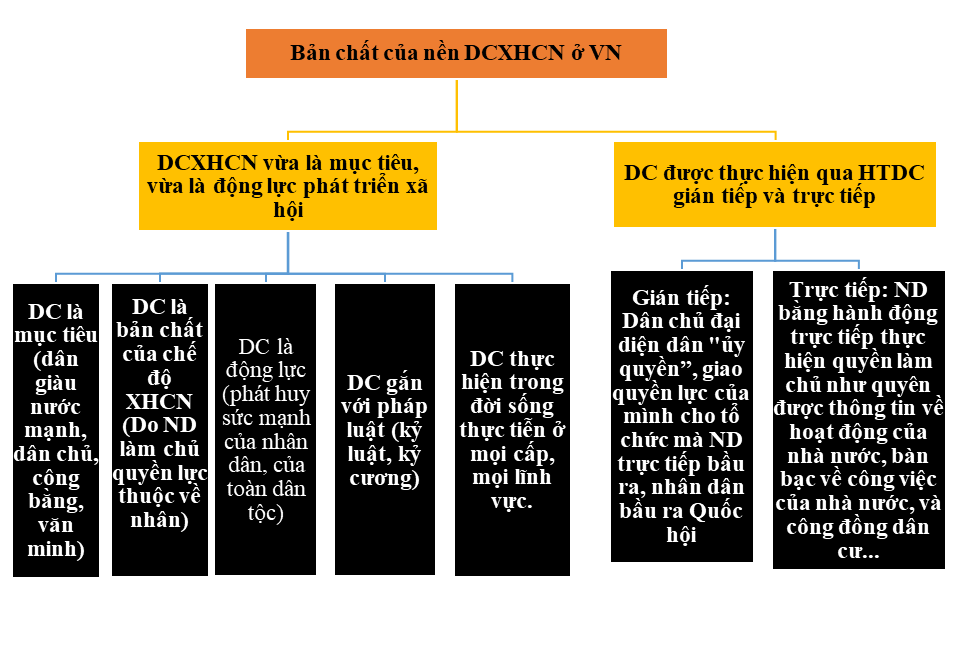 Bản chất của nền DCXHCN ở VN
DCXHCN vừa là mục tiêu,
vừa là động lực phát triển xã
hội
DC được thực hiện qua HTDC
gián tiếp và trực tiếp
DC là
mục tiêu
(dân
giàu
nước
mạnh,
dân chủ,
công
bằng,
văn
minh)
DC là
bản chất
của chế
độ
XHCN
(Do ND
làm chủ
quyền lực
thuộc về
nhân)
DC là
động lực
(phát huy
sức mạnh
của nhân
dân, của
toàn dân
tộc)
DC gắn
với pháp
luật (kỷ
luật, kỷ
cương)
DC thực
hiện trong
đời sống
thực tiễn ở
mọi cấp,
mọi lĩnh
vực.
Gián tiếp:
Dân chủ đại
diện dân "ủy
quyền”, giao
quyền lực của
mình cho tổ
chức mà ND
trực tiếp bầu
ra, nhân dân
bầu ra Quốc
hội
Trực tiếp: ND
bằng hành động
trực tiếp thực
hiện quyền làm
chủ như quyên
được thông tin về
hoạt động của
nhà nước, bàn
bạc về công việc
của nhà nước, và
công đồng dân
cư...